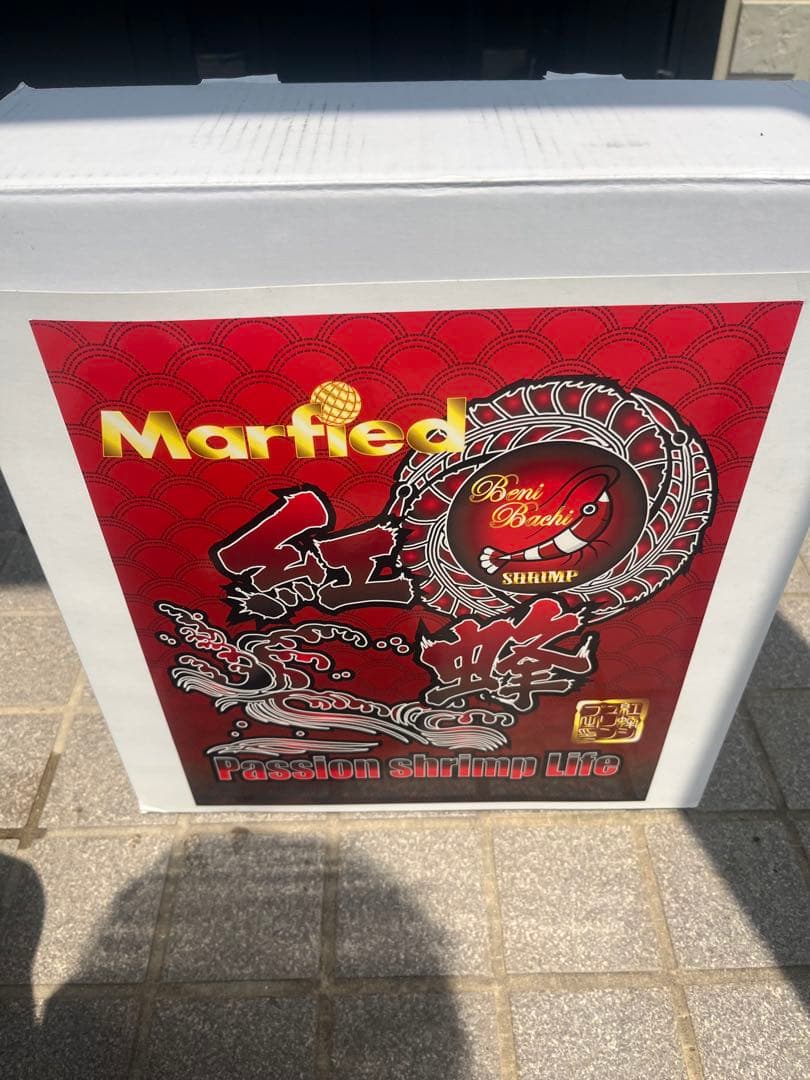 Marfied
Beni
Bachi
SHRIMP
紅
蜂
Passion shrimp Life